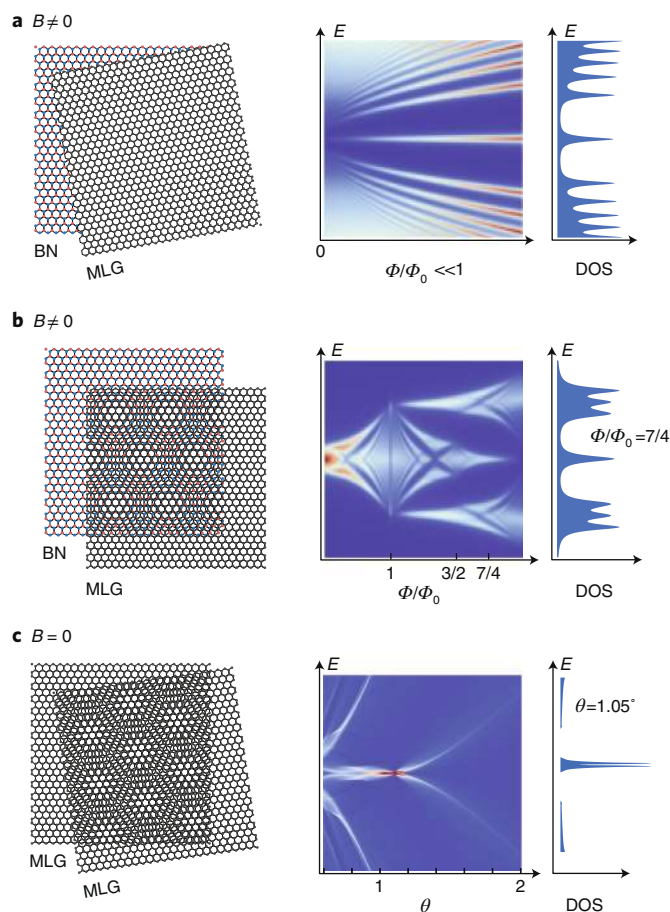 a B ≠ 0
E
E
BN
MLG
0
Φ/Φ₀ <<1
DOS
b B ≠ 0
E
E
Φ/Φ₀ =7/4
BN
MLG
1
3/2
7/4
Φ/Φ₀
DOS
c B = 0
E
E
θ=1.05°
MLG
MLG
1
2
θ
DOS